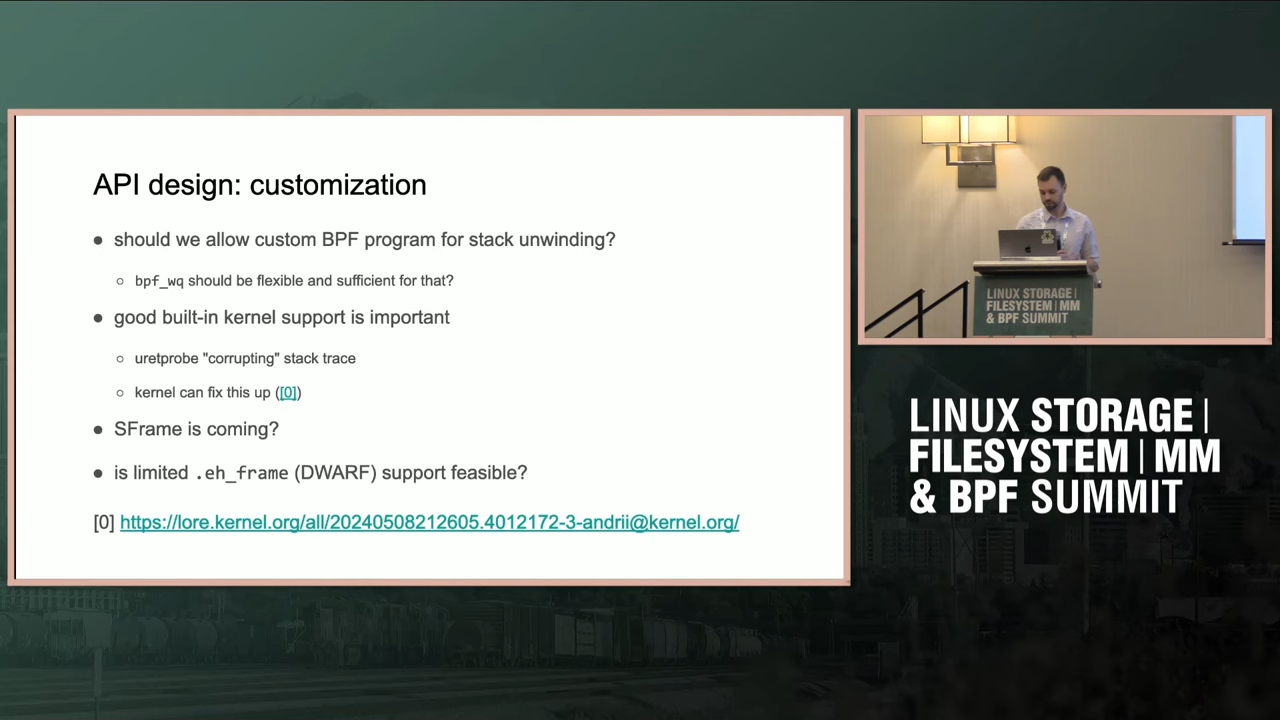 API design: customization
● should we allow custom BPF program for stack unwinding?
○ bpf_wq should be flexible and sufficient for that?
● good built-in kernel support is important
○ uretprobe "corrupting" stack trace
○ kernel can fix this up ([0])
● SFrame is coming?
● is limited .eh_frame (DWARF) support feasible?
[0] https://lore.kernel.org/all/20240508212605.4012172-3-andrii@kernel.org/
LINUX STORAGE |
FILESYSTEM | MM
& BPF SUMMIT
LINUX STORAGE |
FILESYSTEM | MM
& BPF SUMMIT